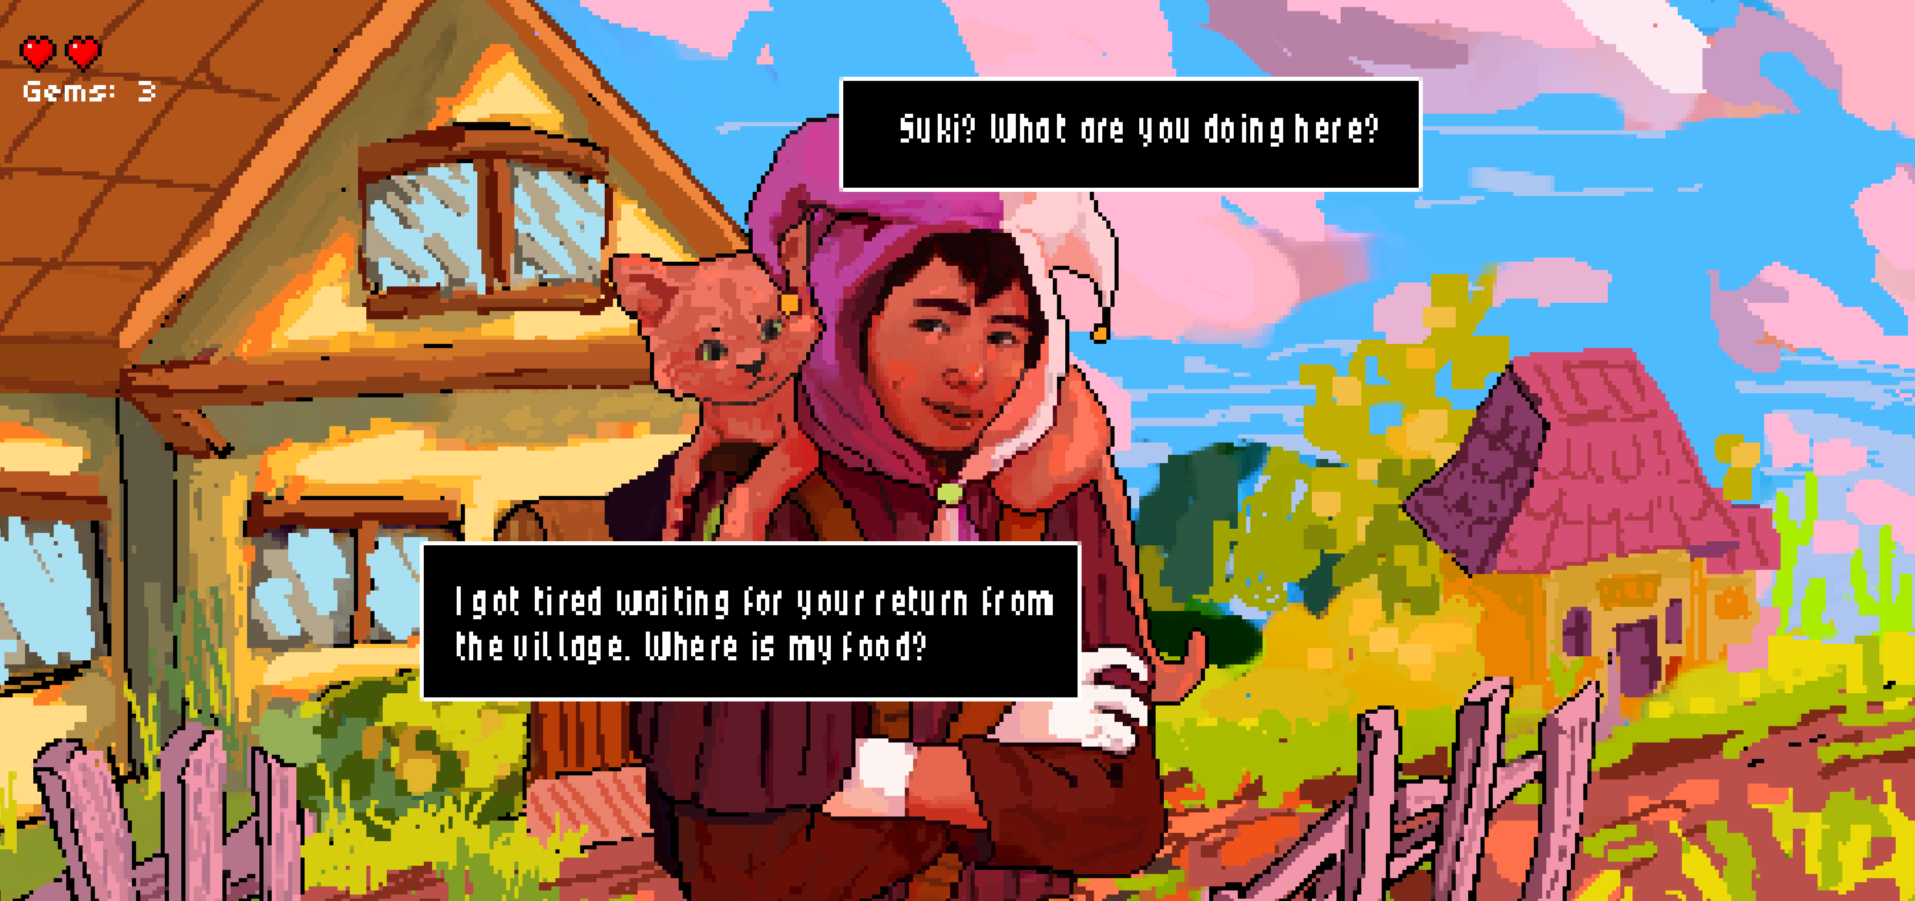 Gems: 3
Suki? What are you doing here?
I got tired waiting for your return from
the village. Where is my food?